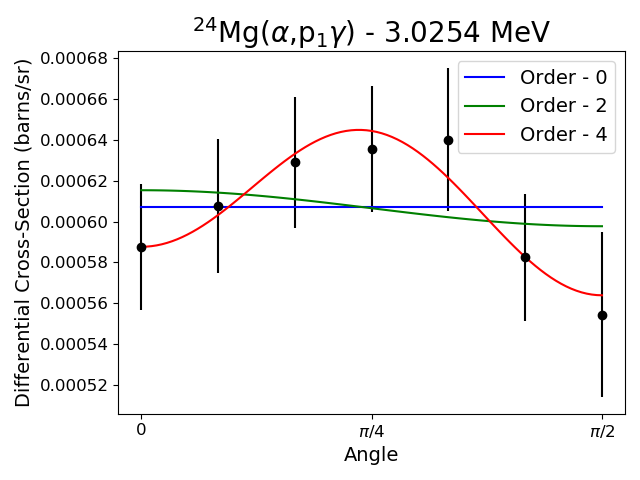 ²⁴Mg(α,p₁γ) - 3.0254 MeV
Differential Cross-Section (barns/sr)
0.00068
0.00066
0.00064
0.00062
0.00060
0.00058
0.00056
0.00054
0.00052
Order - 0
Order - 2
Order - 4
0
π/4
π/2
Angle